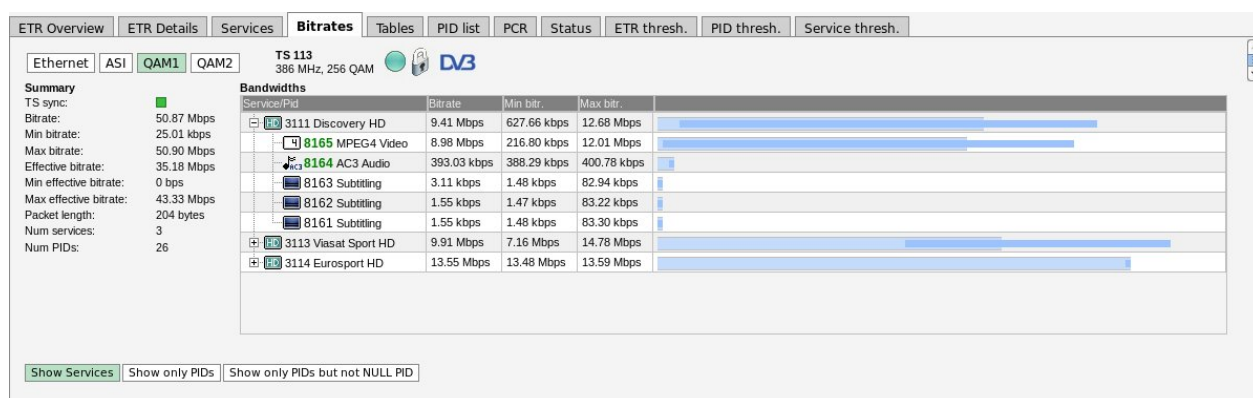 ETR Overview ETR Details Services Bitrates Tables PID list PCR Status ETR thresh. PID thresh. Service thresh.
Ethernet ASI QAM1 QAM2
TS 113
386 MHz, 256 QAM
DVB
Summary
TS sync:
Bitrate: 50.87 Mbps
Min bitrate: 25.01 kbps
Max bitrate: 50.90 Mbps
Effective bitrate: 35.18 Mbps
Min effective bitrate: 0 bps
Max effective bitrate: 43.33 Mbps
Packet length: 204 bytes
Num services: 3
Num PIDs: 26
Bandwidths
Service/Pid Bitrate Min bitr. Max bitr.
HD 3111 Discovery HD 9.41 Mbps 627.66 kbps 12.68 Mbps
4 8165 MPEG4 Video 8.98 Mbps 216.80 kbps 12.01 Mbps
AC3 8164 AC3 Audio 393.03 kbps 388.29 kbps 400.78 kbps
8163 Subtitling 3.11 kbps 1.48 kbps 82.94 kbps
8162 Subtitling 1.55 kbps 1.47 kbps 83.22 kbps
8161 Subtitling 1.55 kbps 1.48 kbps 83.30 kbps
HD 3113 Viasat Sport HD 9.91 Mbps 7.16 Mbps 14.78 Mbps
HD 3114 Eurosport HD 13.55 Mbps 13.48 Mbps 13.59 Mbps
Show Services Show only PIDs Show only PIDs but not NULL PID